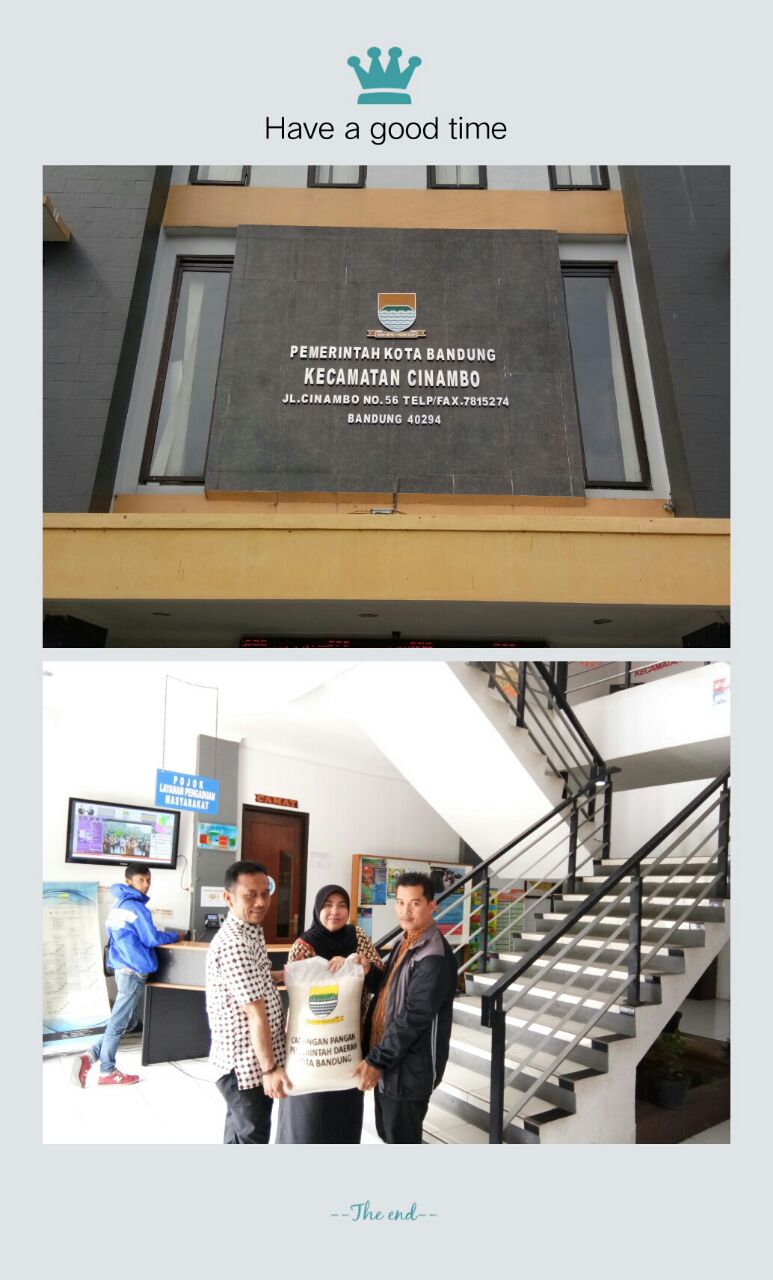 Have a good time
PEMERINTAH KOTA BANDUNG
KECAMATAN CINAMBO
JL.CINAMBO NO.56 TELP/FAX.7815274
BANDUNG 40294
KECAMATAN
POJOK
LAYANAN PENGADUAN
MASYARAKAT
CAMAT
CADANGAN PANGAN
PEMERINTAH DAERAH
KOTA BANDUNG
--The end--